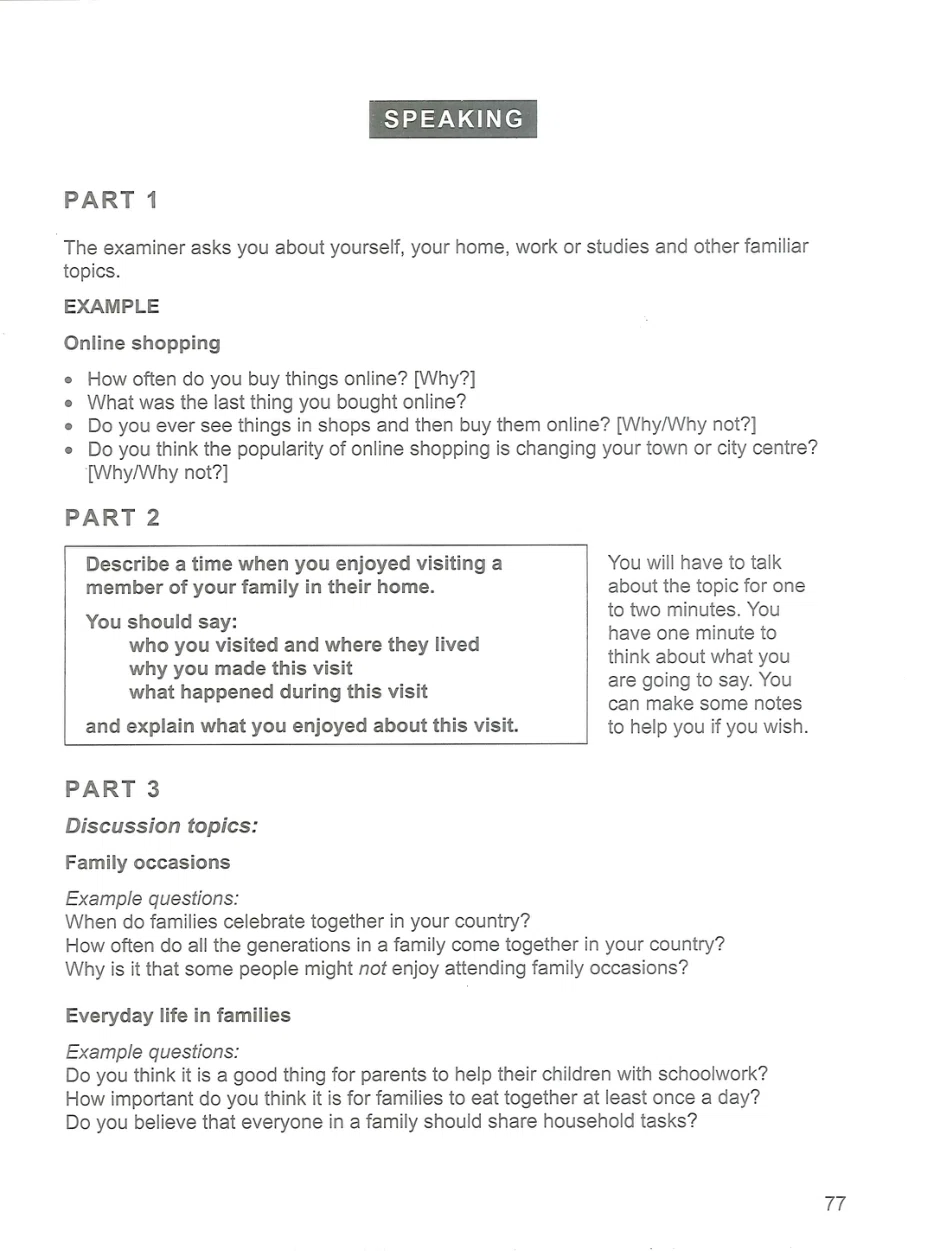 SPEAKING
PART 1
The examiner asks you about yourself, your home, work or studies and other familiar
topics.
EXAMPLE
Online shopping
• How often do you buy things online? [Why?]
• What was the last thing you bought online?
• Do you ever see things in shops and then buy them online? [Why/Why not?]
• Do you think the popularity of online shopping is changing your town or city centre?
[Why/Why not?]
PART 2
Describe a time when you enjoyed visiting a
member of your family in their home.
You should say:
who you visited and where they lived
why you made this visit
what happened during this visit
and explain what you enjoyed about this visit.
You will have to talk
about the topic for one
to two minutes. You
have one minute to
think about what you
are going to say. You
can make some notes
to help you if you wish.
PART 3
Discussion topics:
Family occasions
Example questions:
When do families celebrate together in your country?
How often do all the generations in a family come together in your country?
Why is it that some people might not enjoy attending family occasions?
Everyday life in families
Example questions:
Do you think it is a good thing for parents to help their children with schoolwork?
How important do you think it is for families to eat together at least once a day?
Do you believe that everyone in a family should share household tasks?
77